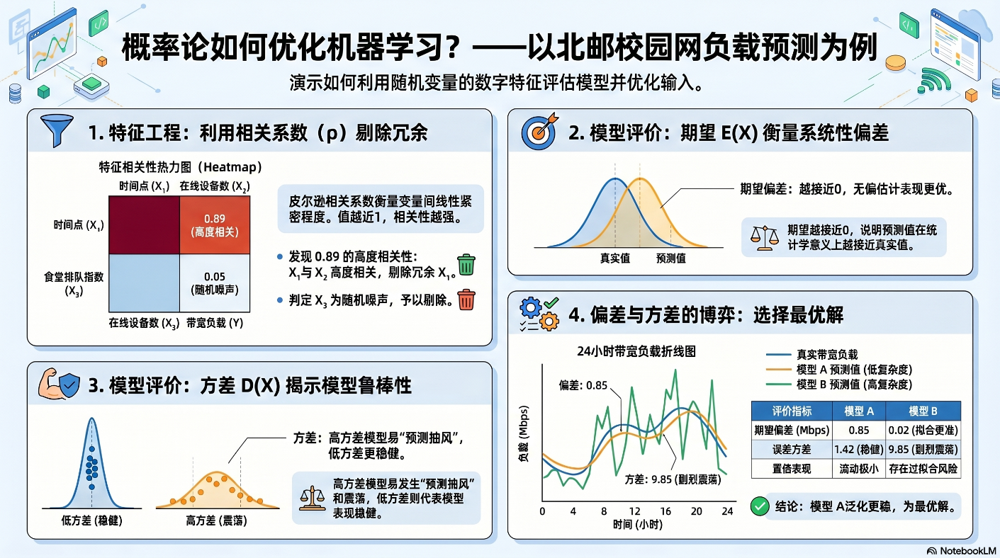 概率论如何优化机器学习？——以北邮校园网负载预测为例
演示如何利用随机变量的数字特征评估模型并优化输入。
1. 特征工程：利用相关系数（ρ）剔除冗余
特征相关性热力图（Heatmap）
时间点 (X₁) 在线设备数 (X₂)
时间点 (X₁)
0.89
(高度相关)
食堂排队指数
(X₃)
0.05
(随机噪声)
在线设备数 (X₃) 带宽负载 (Y)
皮尔逊相关系数衡量变量间线性紧
密程度。值越近1，相关性越强。
发现 0.89 的高度相关性：
X₁与 X₂ 高度相关，剔除冗余 X₁。
判定 X₃ 为随机噪声，予以剔除。
2. 模型评价：期望 E(X) 衡量系统性偏差
真实值
预测值
期望偏差：越接近0，无偏估计表现更优。
期望越接近0，说明预测值在统
计学意义上越接近真实值。
3. 模型评价：方差 D(X) 揭示模型鲁棒性
低方差 (稳健)
高方差 (震荡)
方差：高方差模型易“预测抽风”，
低方差更稳健。
高方差模型易发生“预测抽风”
和震荡，低方差则代表模型
表现稳健。
4. 偏差与方差的博弈：选择最优解
24小时带宽负载折线图
负载 (Mbps)
偏差: 0.85
方差: 9.85 (剧烈震荡)
0 4 8 12 16 20 24
时间 (小时)
真实带宽负载
模型 A 预测值 (低复杂度)
模型 B 预测值 (高复杂度)
评价指标 模型 A 模型 B
期望偏差 (Mbps) 0.85 0.02 (拟合更准)
误差方差 1.42 (稳健) 9.85 (剧烈震荡)
置信表现 流动极小 存在过拟合风险
结论：模型 A泛化更稳，为最优解。
NotebookLM